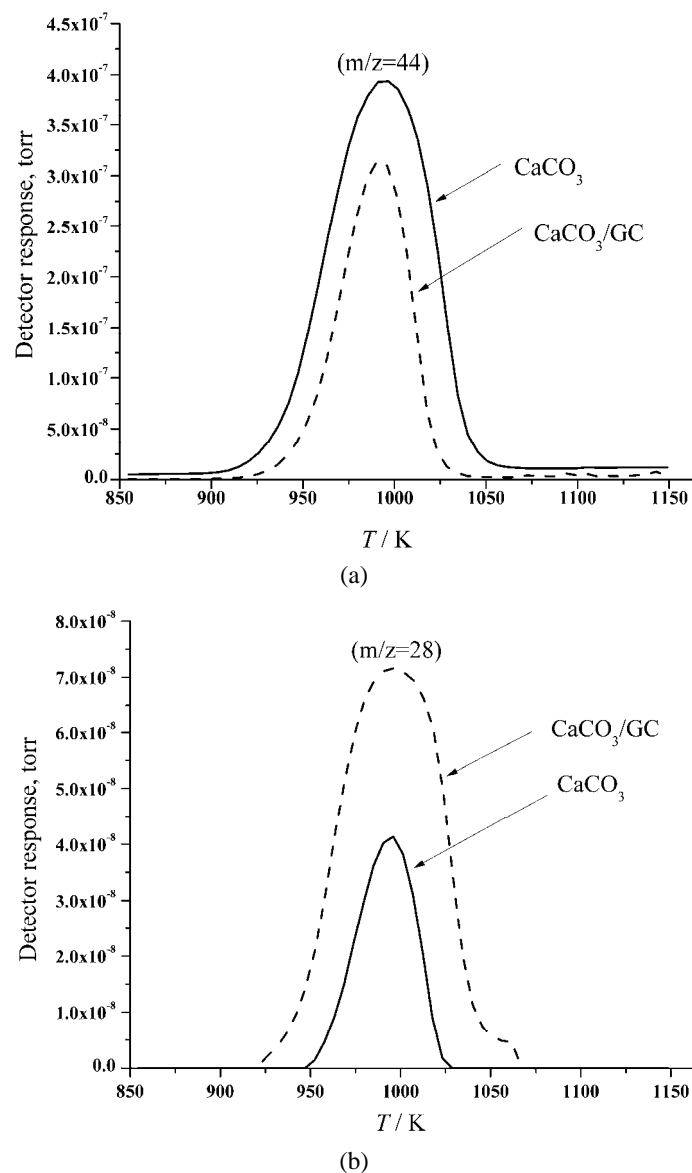 (m/z=44)
4.5x10⁻⁷
4.0x10⁻⁷
3.5x10⁻⁷
3.0x10⁻⁷
2.5x10⁻⁷
2.0x10⁻⁷
1.5x10⁻⁷
1.0x10⁻⁷
5.0x10⁻⁸
0.0
Detector response, torr
CaCO₃
CaCO₃/GC
850 900 950 1000 1050 1100 1150
T / K
(a)
(m/z=28)
8.0x10⁻⁸
7.0x10⁻⁸
6.0x10⁻⁸
5.0x10⁻⁸
4.0x10⁻⁸
3.0x10⁻⁸
2.0x10⁻⁸
1.0x10⁻⁸
0.0
Detector response, torr
CaCO₃/GC
CaCO₃
850 900 950 1000 1050 1100 1150
T / K
(b)